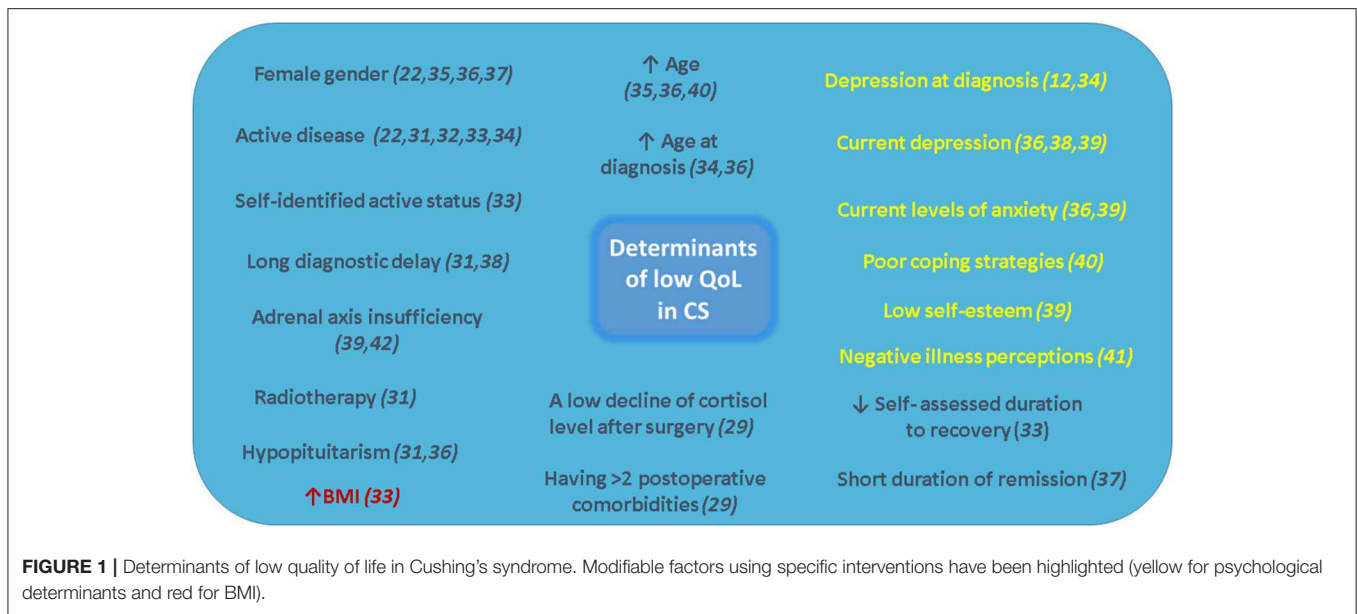 Female gender (22,35,36,37)
Active disease (22,31,32,33,34)
Self-identified active status (33)
Long diagnostic delay (31,38)
Adrenal axis insufficiency
(39,42)
Radiotherapy (31)
Hypopituitarism (31,36)
↑BMI (33)
↑ Age
(35,36,40)
↑ Age at
diagnosis (34,36)
Determinants
of low QoL
in CS
A low decline of cortisol
level after surgery (29)
Having >2 postoperative
comorbidities (29)
Depression at diagnosis (12,34)
Current depression (36,38,39)
Current levels of anxiety (36,39)
Poor coping strategies (40)
Low self-esteem (39)
Negative illness perceptions (41)
↓ Self-assessed duration
to recovery (33)
Short duration of remission (37)
FIGURE 1 | Determinants of low quality of life in Cushing's syndrome. Modifiable factors using specific interventions have been highlighted (yellow for psychological
determinants and red for BMI).